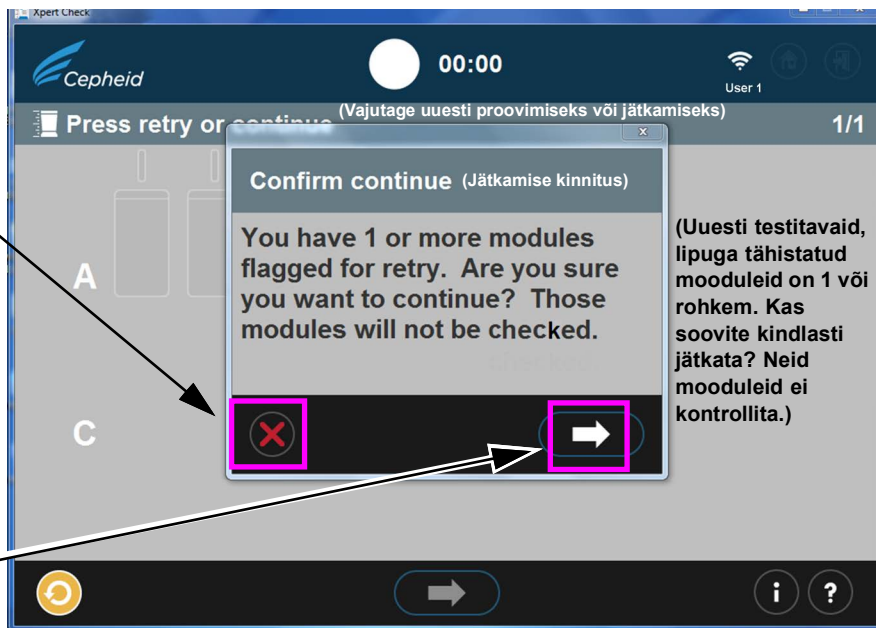 Xpert Check
Cepheid
00:00
User 1
(Vajutage uuesti proovimiseks või jätkamiseks)
Press retry or continue
1/1
x
Confirm continue (Jätkamise kinnitus)
You have 1 or more modules
flagged for retry. Are you sure
you want to continue? Those
modules will not be checked.
A
C
(Uuesti testitavaid,
lipuga tähistatud
mooduleid on 1 või
rohkem. Kas
soovite kindlasti
jätkata? Neid
mooduleid ei
kontrollita.)
i
?